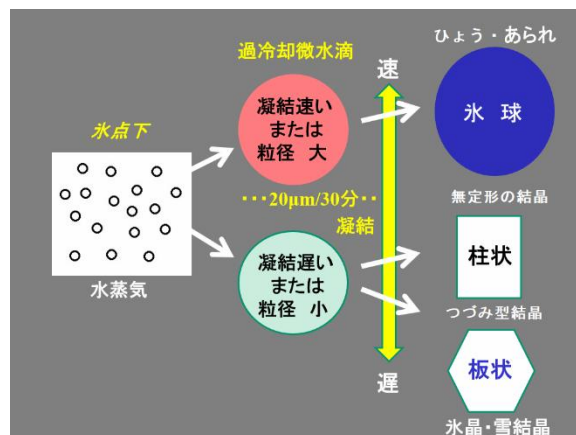 ひょう・あられ
過冷却微水滴
速
凝結速い
または
粒径 大
氷 球
氷点下
・・・20μm/30分・・
無定形の結晶
凝結
凝結遅い
または
粒径 小
柱状
水蒸気
つづみ型結晶
板状
遅
氷晶・雪結晶